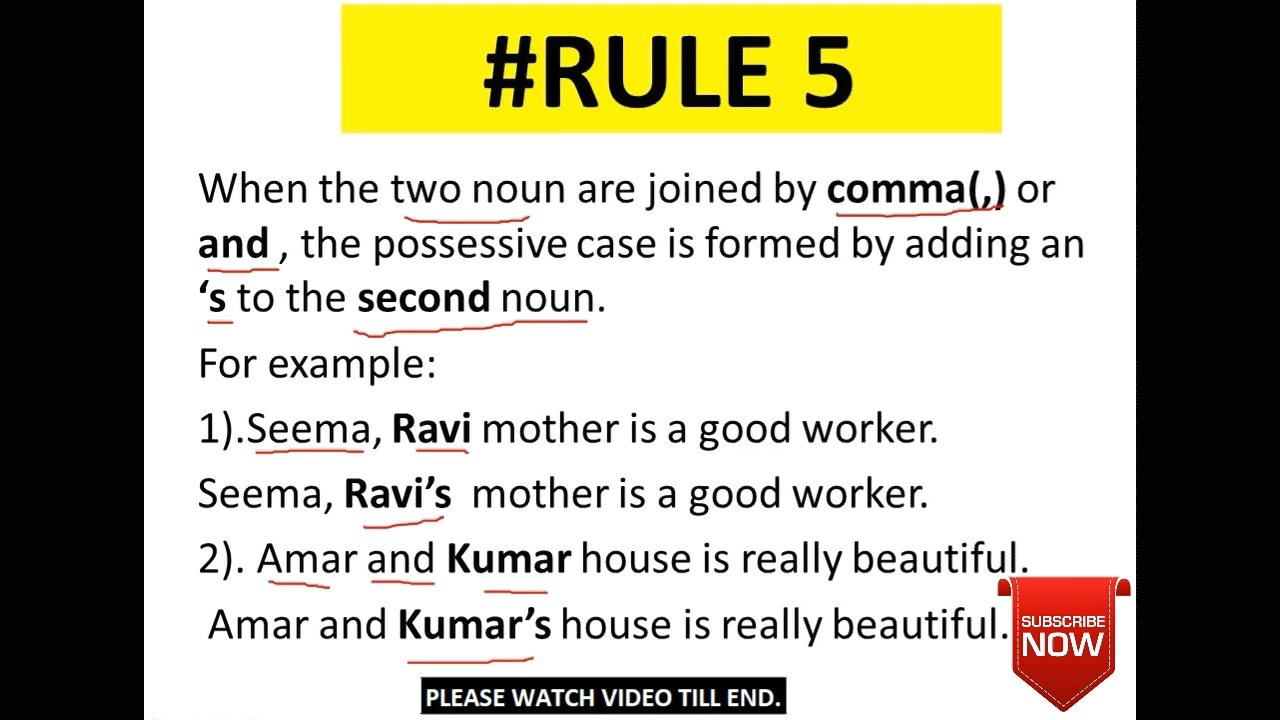 #RULE 5
When the two noun are joined by comma(,) or
and , the possessive case is formed by adding an
‘s to the second noun.
For example:
1).Seema, Ravi mother is a good worker.
Seema, Ravi’s mother is a good worker.
2). Amar and Kumar house is really beautiful.
Amar and Kumar’s house is really beautiful.
SUBSCRIBE
NOW
PLEASE WATCH VIDEO TILL END.